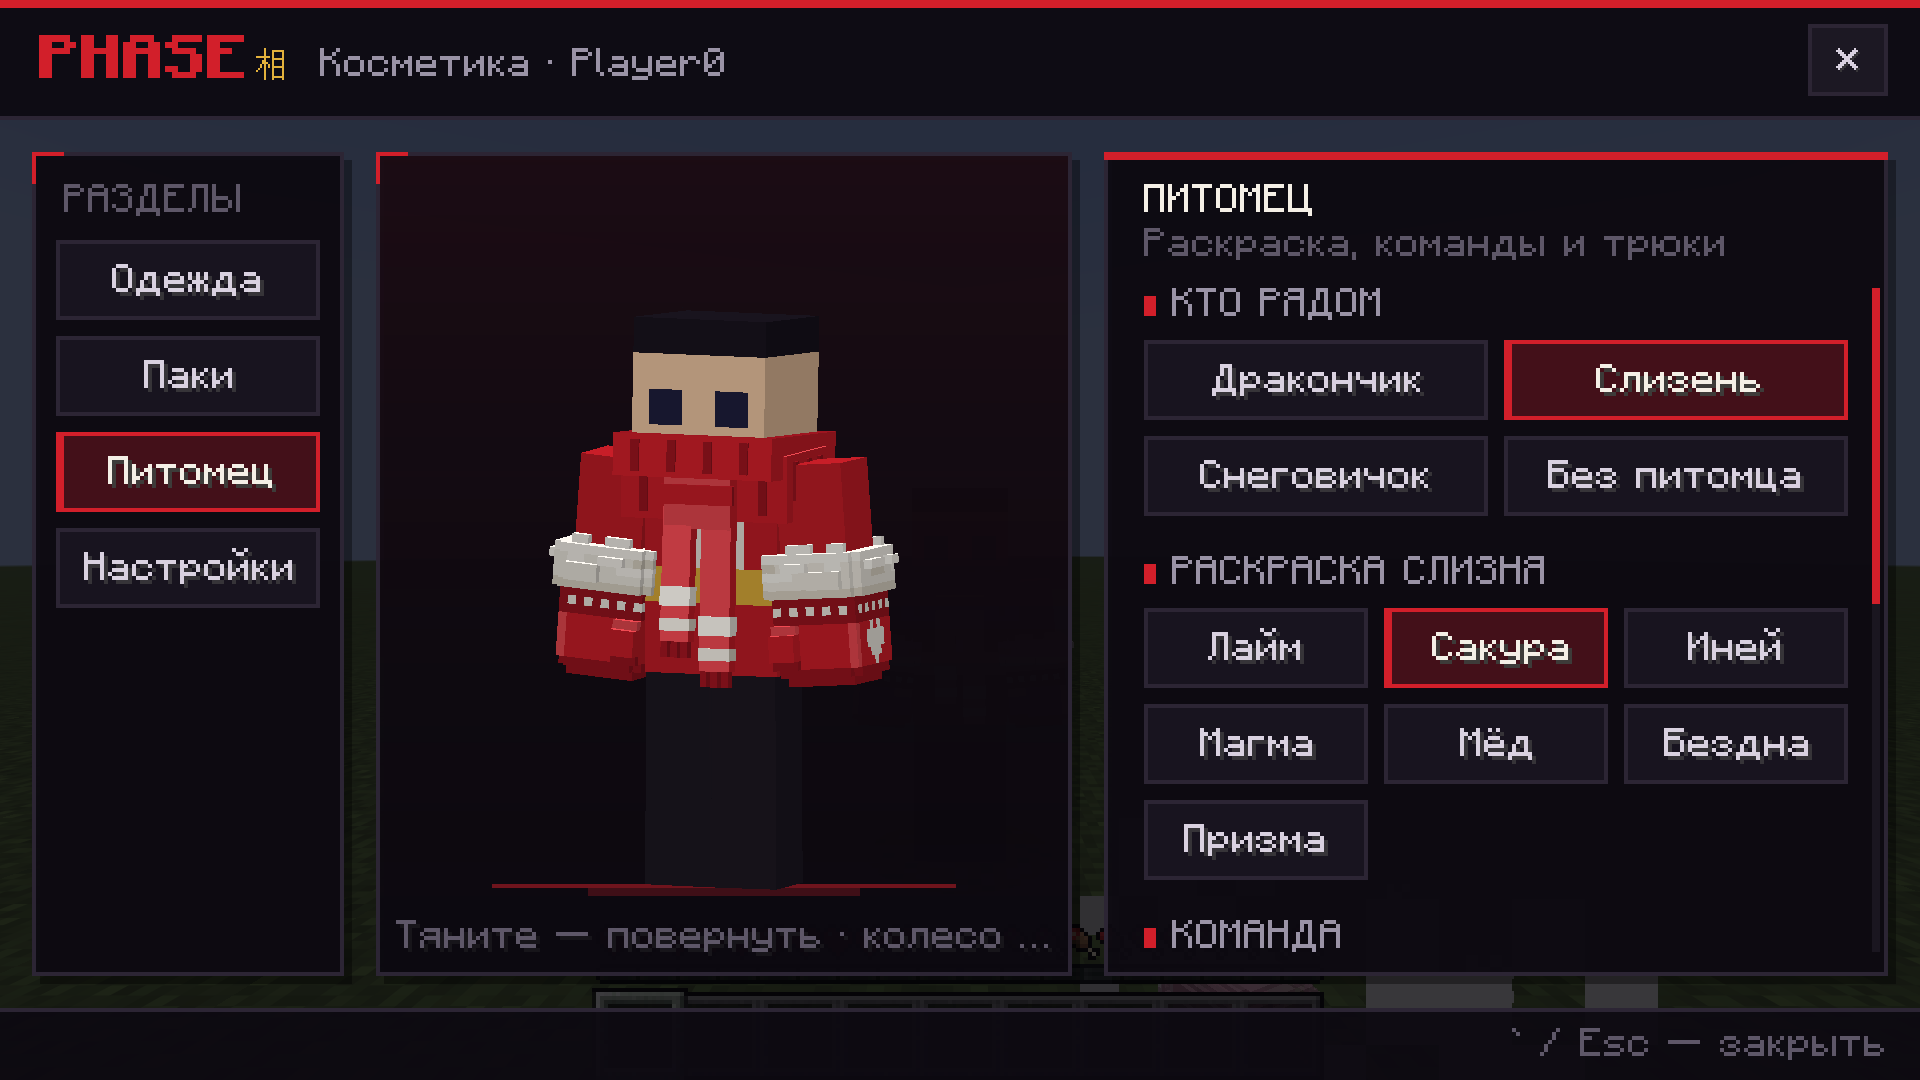 PHASE 相 Косметика · Player0 ×
РАЗДЕЛЫ
Одежда
Паки
Питомец
Настройки
Тяните — повернуть · колесо ...
ПИТОМЕЦ
Раскраска, команды и трюки
КТО РЯДОМ
Дракончик Слизень
Снеговичок Без питомца
РАСКРАСКА СЛИЗНЯ
Лайм Сакура Иней
Магма Мёд Бездна
Призма
КОМАНДА
` / Esc — закрыть